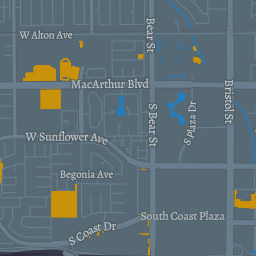 W Alton Ave
Bear St
MacArthur Blvd
Bristol St
S Plaza Dr
S Bear St
W Sunflower Ave
Begonia Ave
South Coast Plaza
S Coast Dr